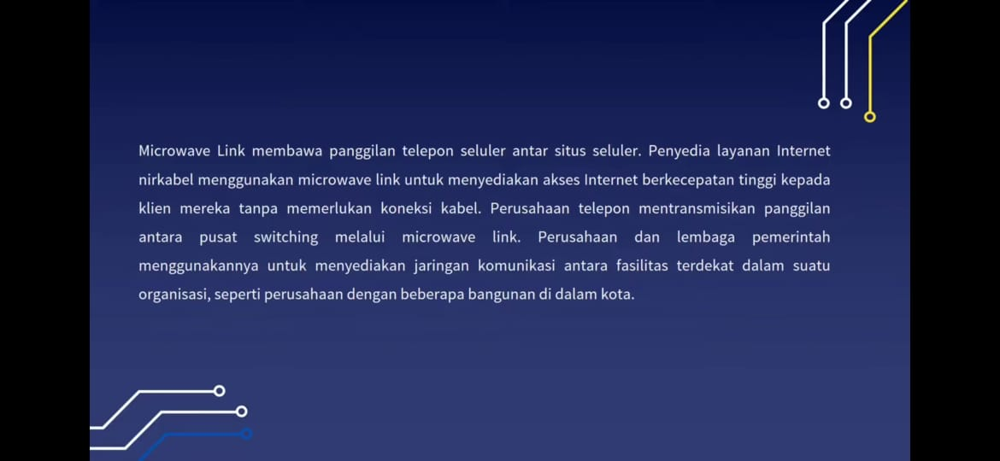 Microwave Link membawa panggilan telepon seluler antar situs seluler. Penyedia layanan Internet
nirkabel menggunakan microwave link untuk menyediakan akses Internet berkecepatan tinggi kepada
klien mereka tanpa memerlukan koneksi kabel. Perusahaan telepon mentransmisikan panggilan
antara pusat switching melalui microwave link. Perusahaan dan lembaga pemerintah
menggunakannya untuk menyediakan jaringan komunikasi antara fasilitas terdekat dalam suatu
organisasi, seperti perusahaan dengan beberapa bangunan di dalam kota.